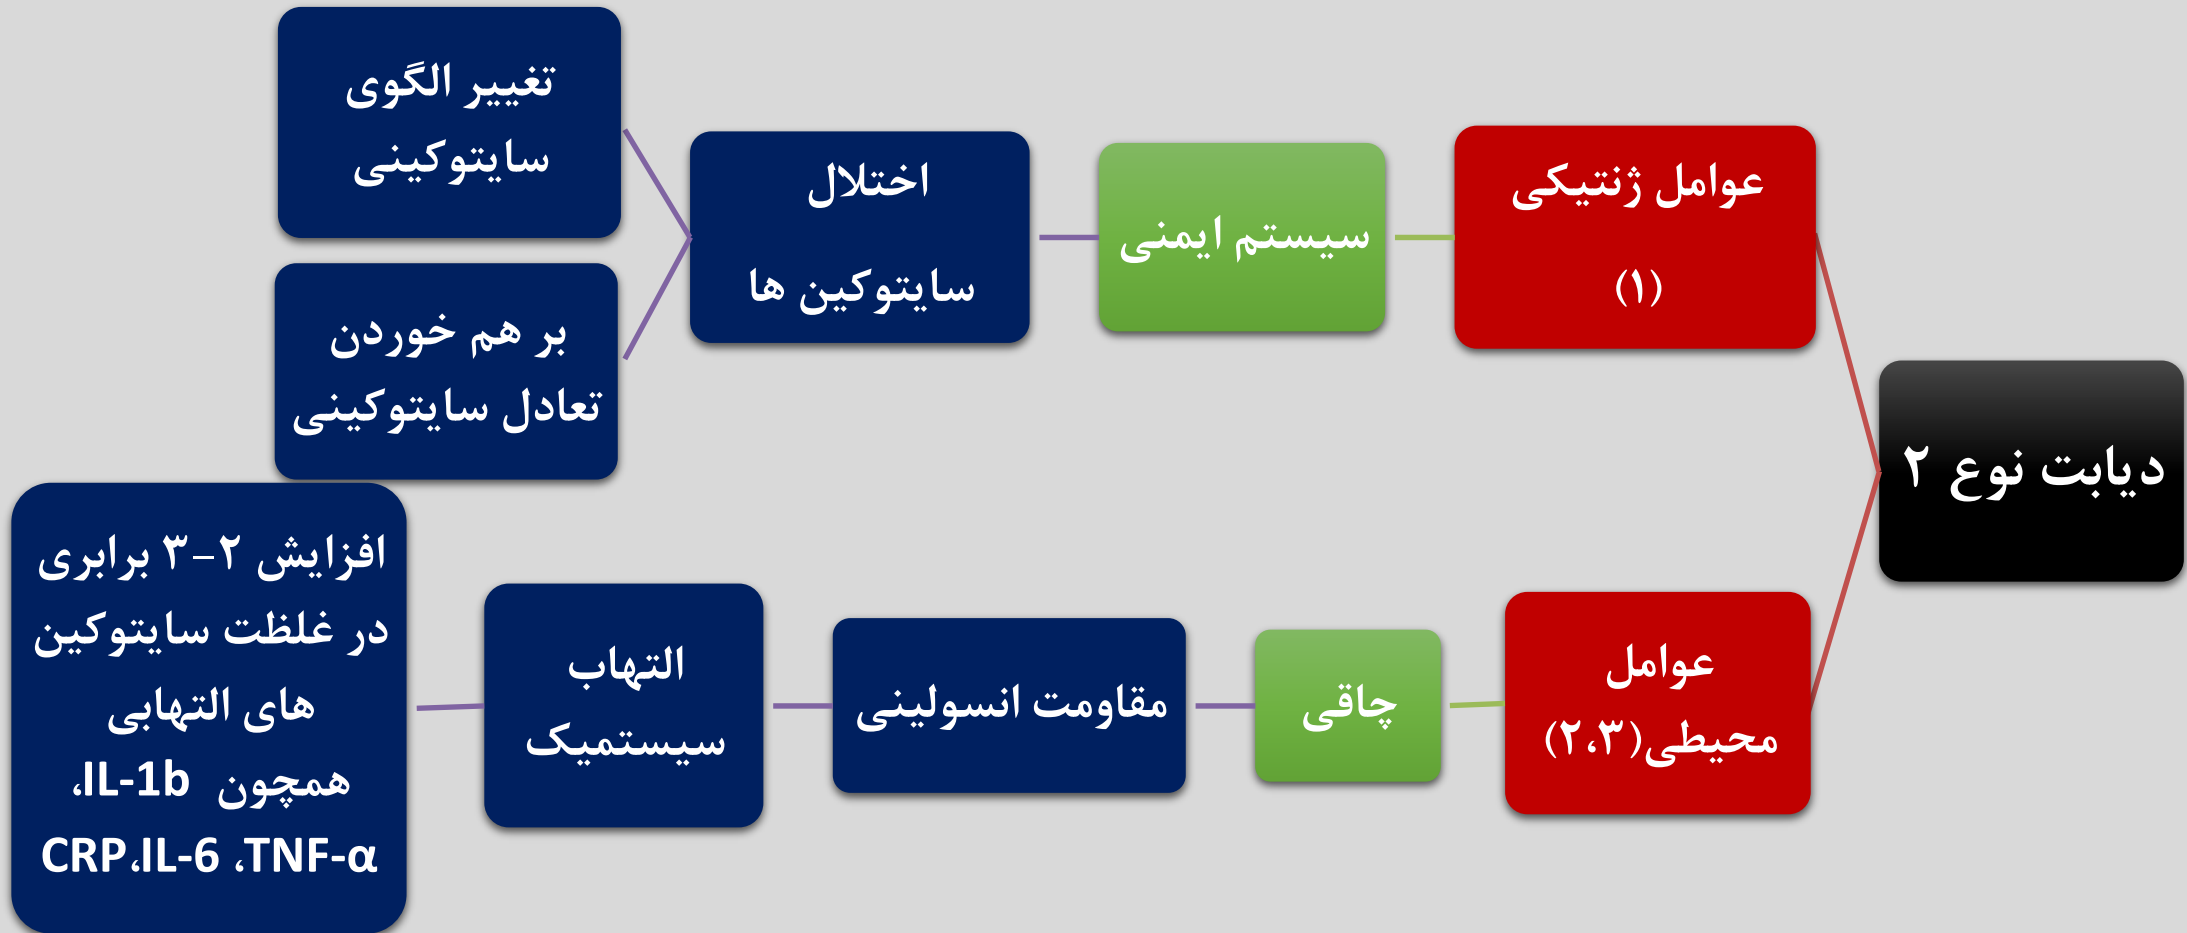 دیابت نوع ۲
عوامل ژنتیکی
(۱)
سیستم ایمنی
اختلال
سایتوکین ها
تغییر الگوی
سایتوکینی
بر هم خوردن
تعادل سایتوکینی
عوامل
محیطی(۲،۳)
چاقی
مقاومت انسولینی
التهاب
سیستمیک
افزایش ۲-۳ برابری
در غلظت سایتوکین
های التهابی
همچون IL-1b،
CRP،IL-6 ،TNF-α